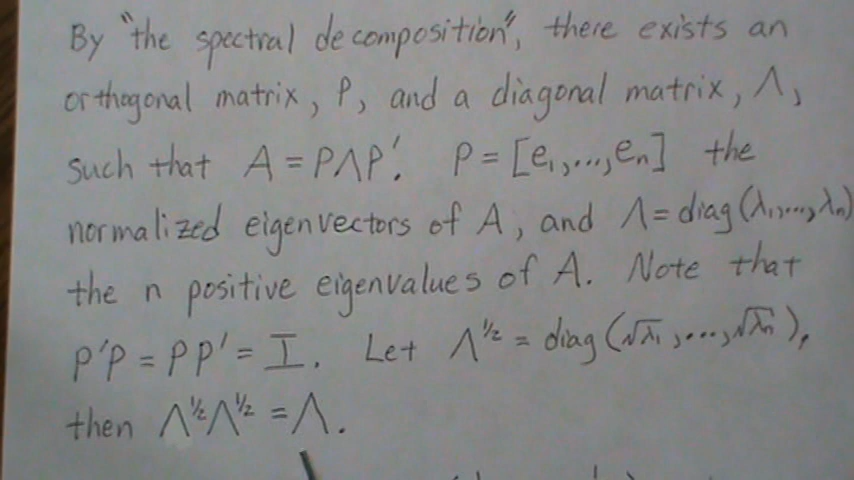 By "the spectral decomposition", there exists an
orthogonal matrix, P, and a diagonal matrix, Λ,
such that A = PΛP'. P = [e₁,...,eₙ] the
normalized eigenvectors of A, and Λ = diag(λ₁,...,λₙ)
the n positive eigenvalues of A. Note that
P'P = PP' = I. Let Λ^½ = diag(√λ₁,...,√λₙ),
then Λ^½Λ^½ = Λ.